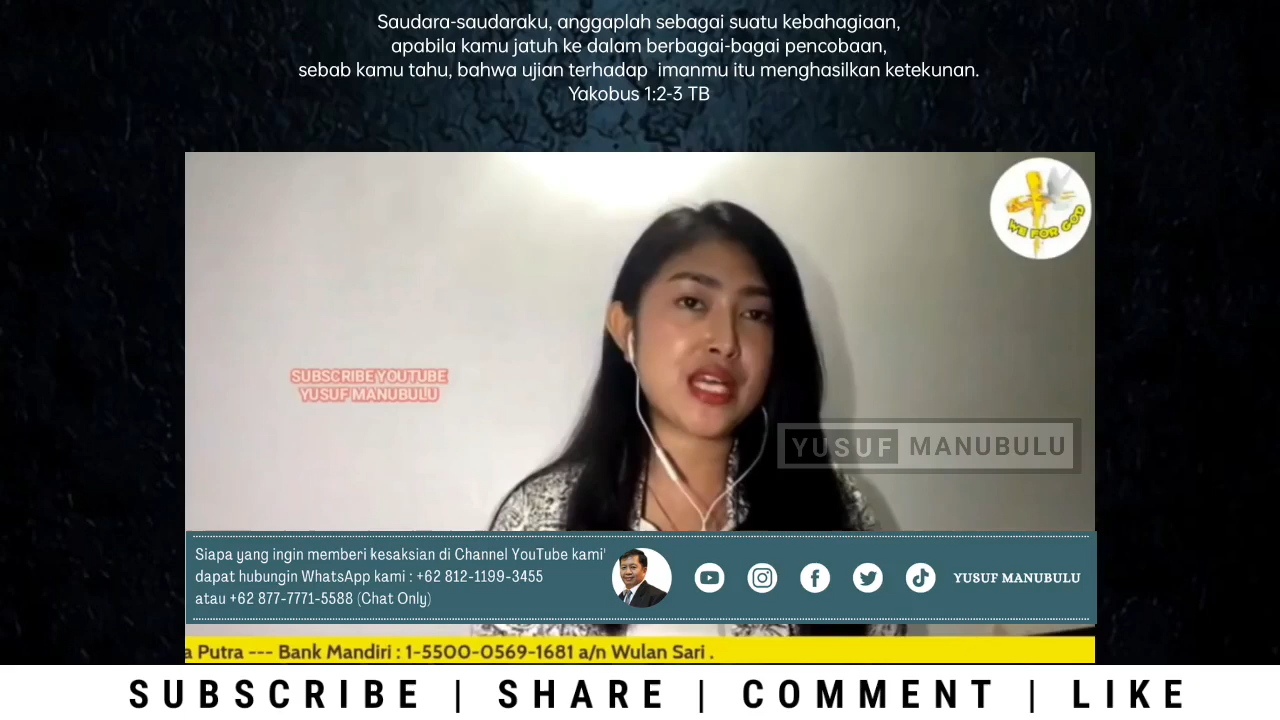 Saudara-saudaraku, anggaplah sebagai suatu kebahagiaan,
apabila kamu jatuh ke dalam berbagai-bagai pencobaan,
sebab kamu tahu, bahwa ujian terhadap  imanmu itu menghasilkan ketekunan.
Yakobus 1:2-3 TB
WE FOR GOD
SUBSCRIBE YOUTUBE
YUSUF MANUBULU
YUSUF MANUBULU
Siapa yang ingin memberi kesaksian di Channel YouTube kami'
dapat hubungin WhatsApp kami : +62 812-1199-3455
atau +62 877-7771-5588 (Chat Only)
YUSUF MANUBULU
a Putra --- Bank Mandiri : 1-5500-0569-1681 a/n Wulan Sari .
SUBSCRIBE | SHARE | COMMENT | LIKE